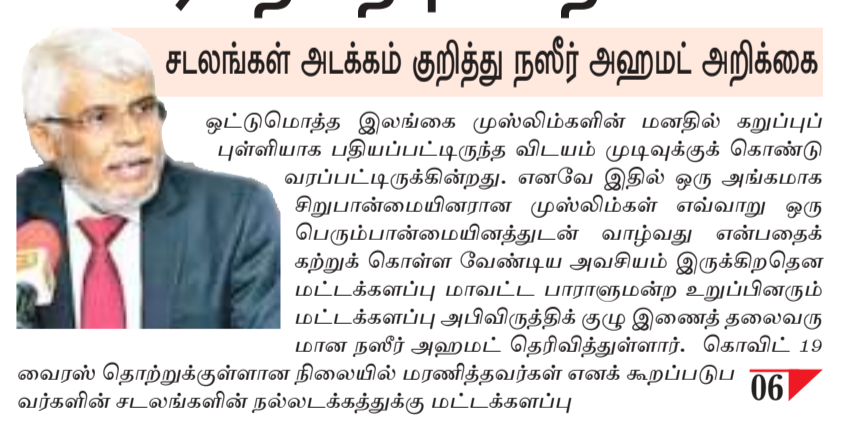 சடலங்கள் அடக்கம் குறித்து நஸீர் அஹமட் அறிக்கை
ஒட்டுமொத்த இலங்கை முஸ்லிம்களின் மனதில் கறுப்புப்
புள்ளியாக பதியப்பட்டிருந்த விடயம் முடிவுக்குக் கொண்டு
வரப்பட்டிருக்கின்றது. எனவே இதில் ஒரு அங்கமாக
சிறுபான்மையினரான முஸ்லிம்கள் எவ்வாறு ஒரு
பெரும்பான்மையினத்துடன் வாழ்வது என்பதைக்
கற்றுக் கொள்ள வேண்டிய அவசியம் இருக்கிறதென
மட்டக்களப்பு மாவட்ட பாராளுமன்ற உறுப்பினரும்
மட்டக்களப்பு அபிவிருத்திக் குழு இணைத் தலைவரு
மான நஸீர் அஹமட் தெரிவித்துள்ளார். கொவிட் 19
வைரஸ் தொற்றுக்குள்ளான நிலையில் மரணித்தவர்கள் எனக் கூறப்படுப
வர்களின் சடலங்களின் நல்லடக்கத்துக்கு மட்டக்களப்பு
06